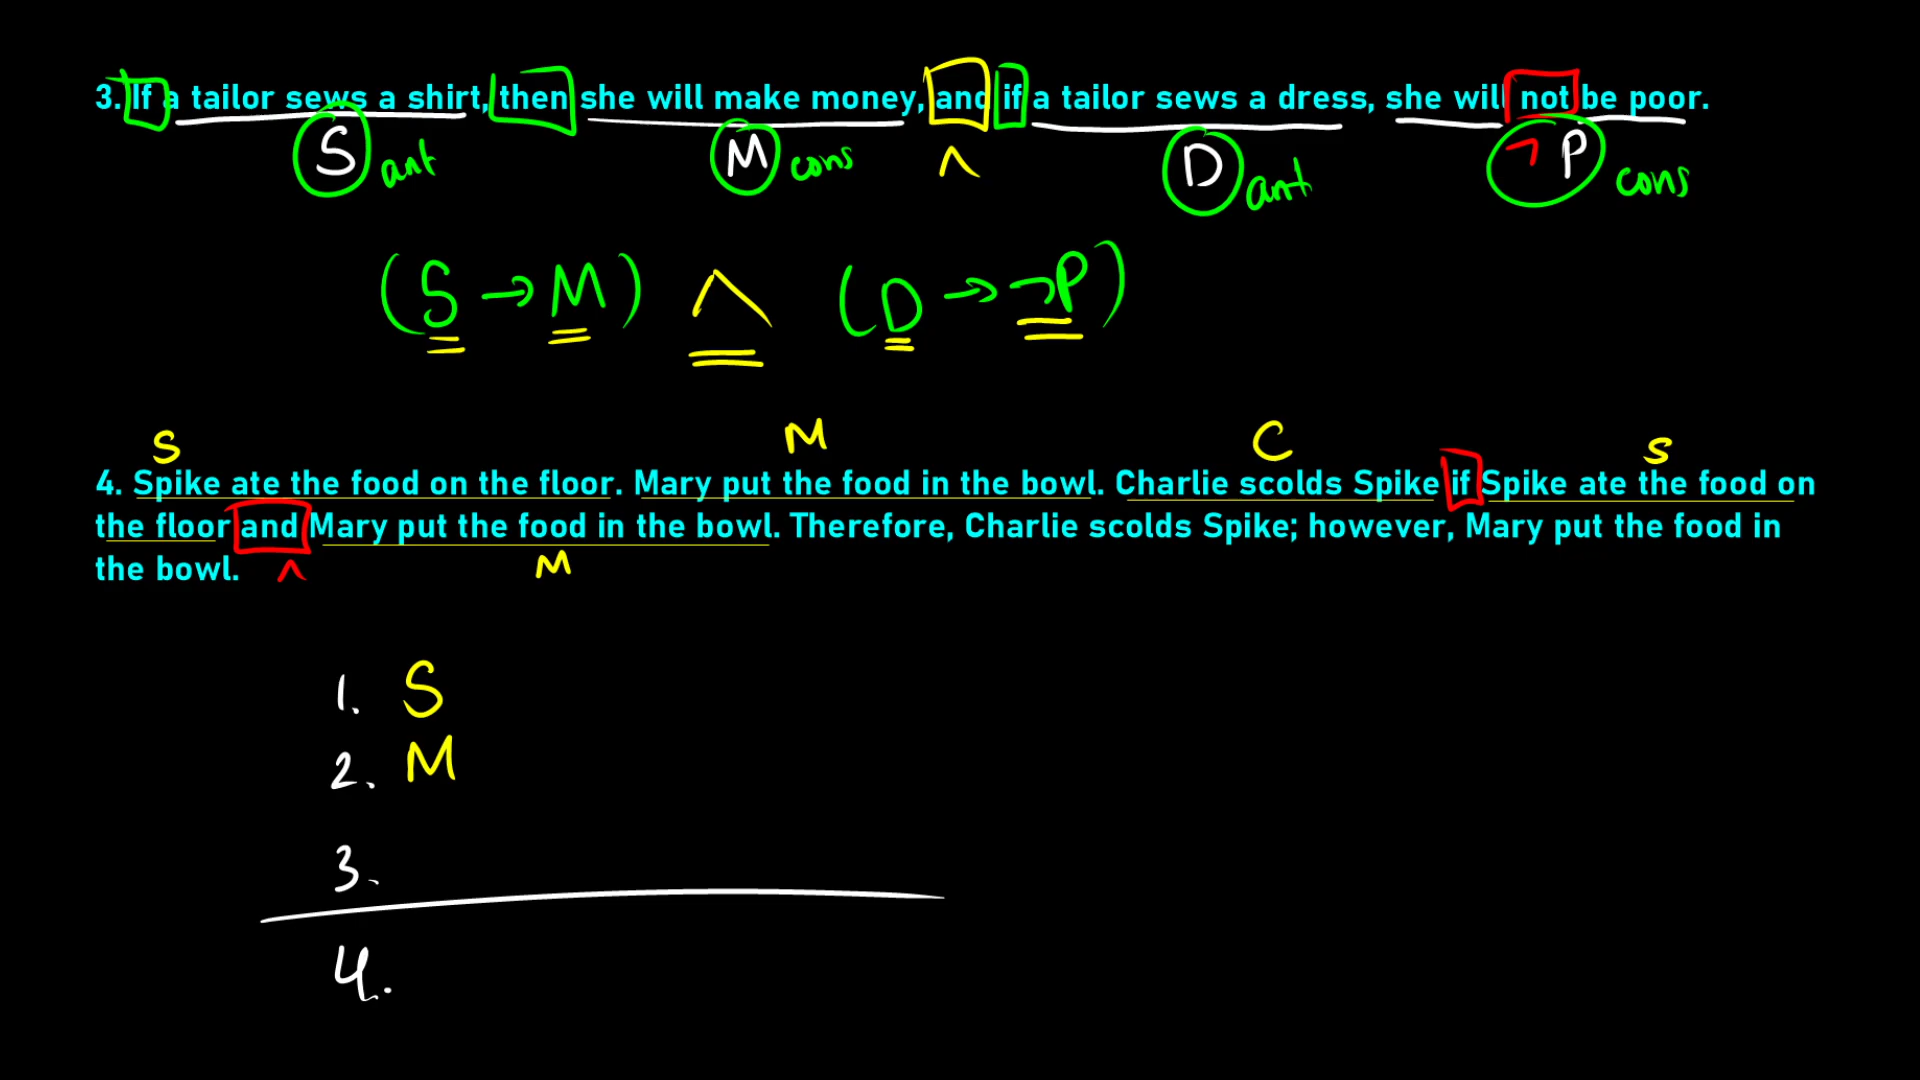 3. If a tailor sews a shirt, then she will make money, and if a tailor sews a dress, she will not be poor.
S ant M cons ∧ D ant ¬P cons
(S → M) ∧ (D → ¬P)
S M C S
4. Spike ate the food on the floor. Mary put the food in the bowl. Charlie scolds Spike if Spike ate the food on
the floor and Mary put the food in the bowl. Therefore, Charlie scolds Spike; however, Mary put the food in
the bowl. ∧ M
1. S
2. M
3.
4.